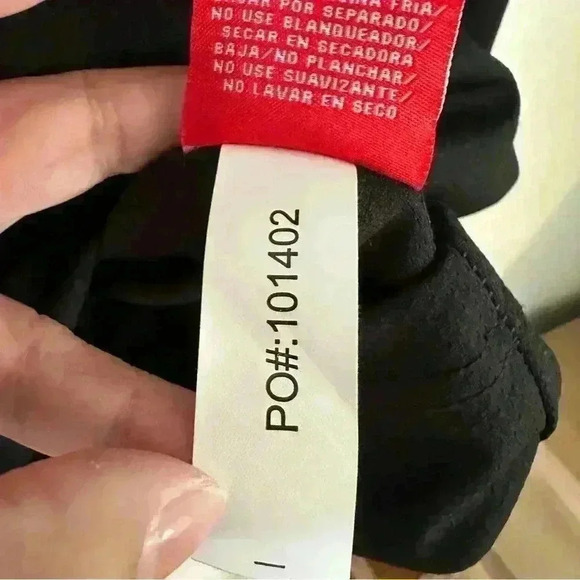 FRIA/
POR SEPARADO/
NO USE BLANQUEADOR/
SECAR EN SECADORA
BAJA/NO PLANCHAR/
NO USE SUAVIZANTE/
NO LAVAR EN SECO
PO#:101402